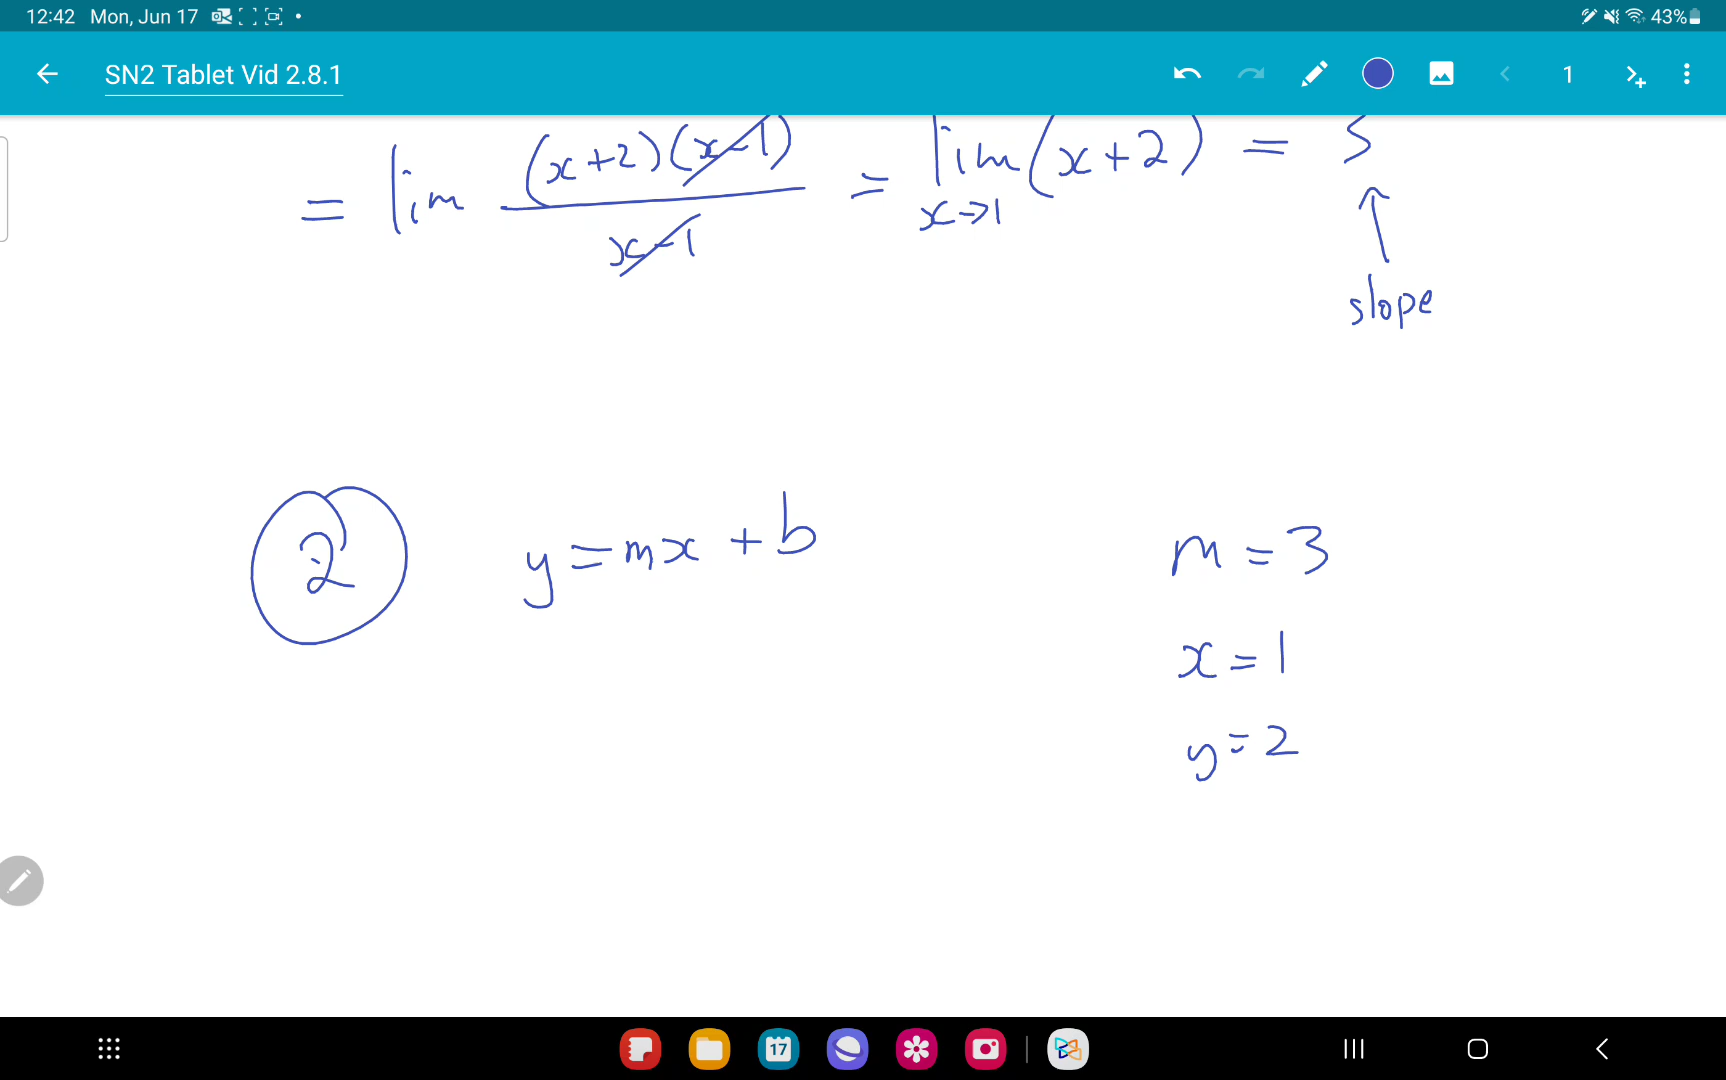 12:42 Mon, Jun 17 43%
SN2 Tablet Vid 2.8.1 1
= lim (x+2)(x-1) / x-1 = lim x→1 (x+2) = 3
slope
2 y = mx + b m = 3
x = 1
y = 2
17